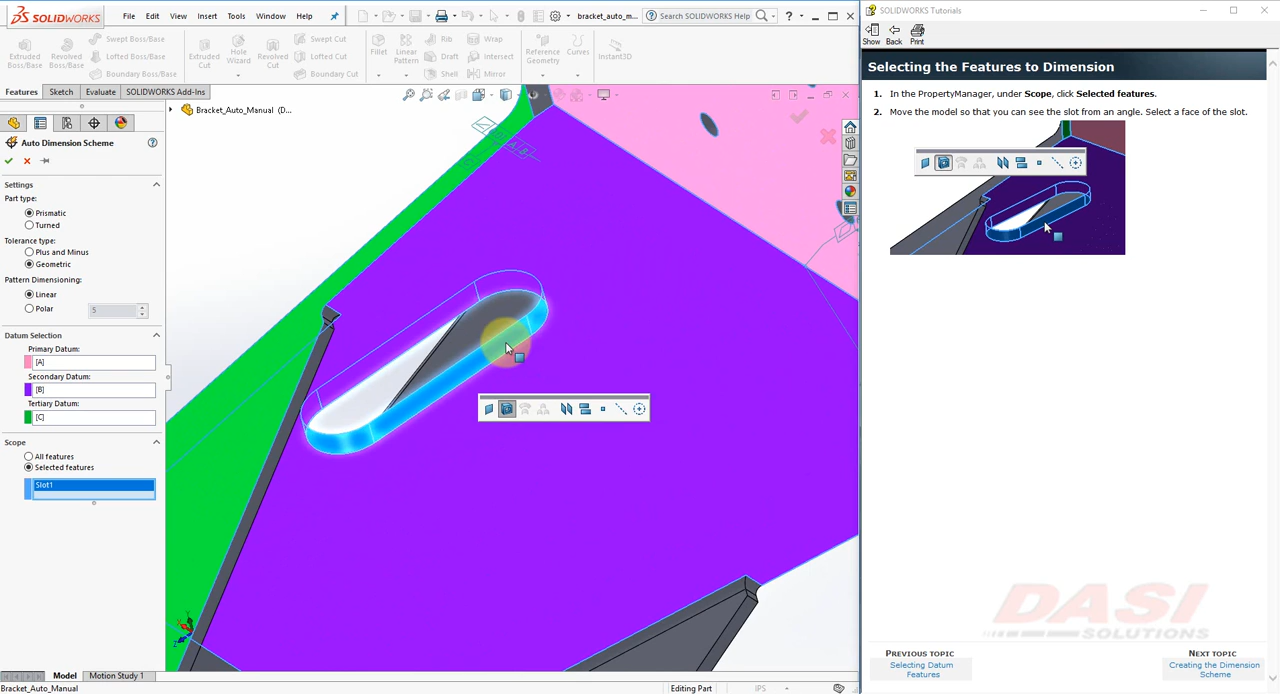 SOLIDWORKS
File Edit View Insert Tools Window Help
bracket_auto_m...
Search SOLIDWORKS Help
Extruded Boss/Base
Revolved Boss/Base
Swept Boss/Base
Lofted Boss/Base
Boundary Boss/Base
Extruded Cut
Hole Wizard
Revolved Cut
Swept Cut
Lofted Cut
Boundary Cut
Fillet
Linear Pattern
Rib
Draft
Shell
Wrap
Intersect
Mirror
Reference Geometry
Curves
Instant3D
Features Sketch Evaluate SOLIDWORKS Add-Ins
Bracket_Auto_Manual (D...
Auto Dimension Scheme
Settings
Part type:
Prismatic
Turned
Tolerance type:
Plus and Minus
Geometric
Pattern Dimensioning:
Linear
Polar
5
Datum Selection
Primary Datum:
[A]
Secondary Datum:
[B]
Tertiary Datum:
[C]
Scope
All features
Selected features
Slot1
Model Motion Study 1
Bracket_Auto_Manual
Editing Part
IPS
SOLIDWORKS Tutorials
Show Back Print
Selecting the Features to Dimension
1. In the PropertyManager, under Scope, click Selected features.
2. Move the model so that you can see the slot from an angle. Select a face of the slot.
DASI
SOLUTIONS
PREVIOUS TOPIC
Selecting Datum
Features
NEXT TOPIC
Creating the Dimension
Scheme